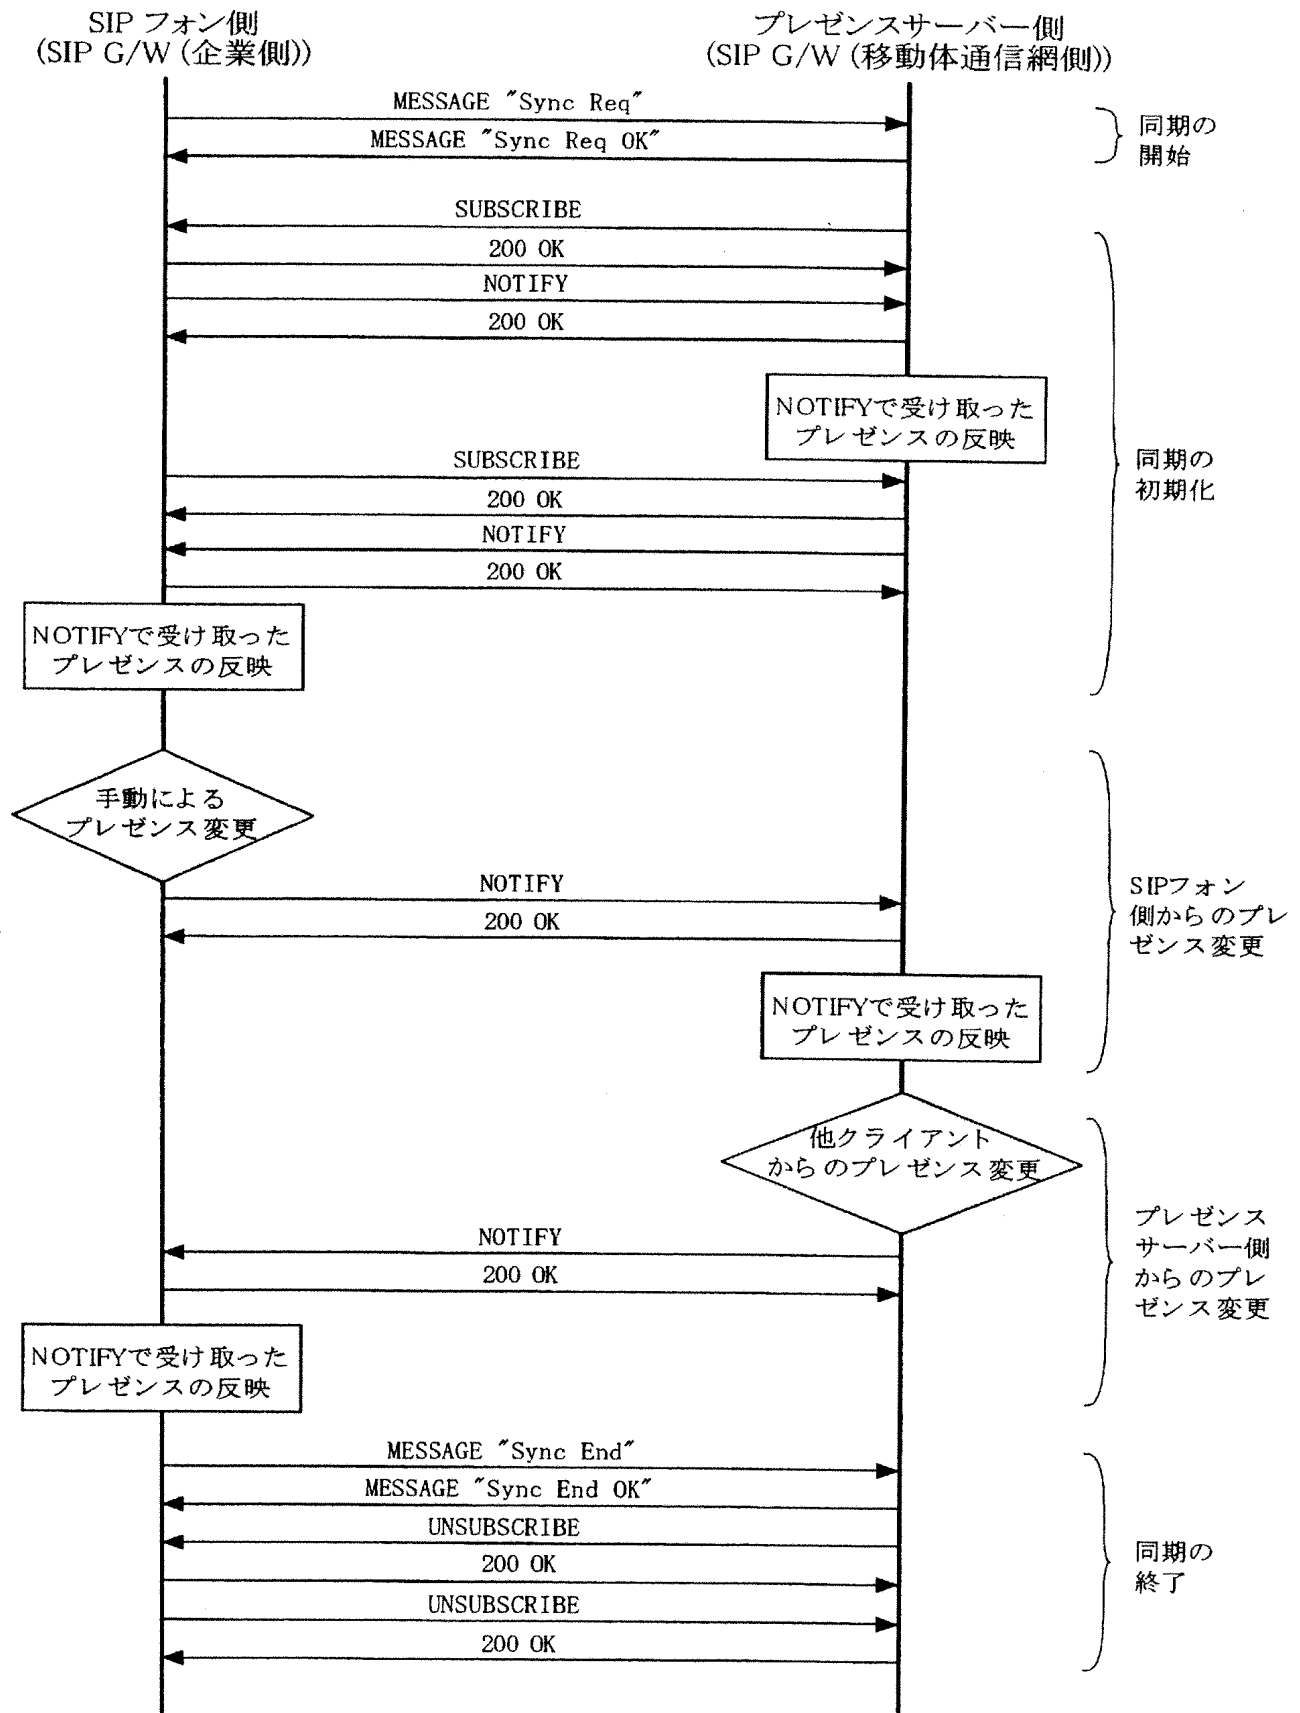 SIP フォン側
(SIP G/W (企業側))
プレゼンスサーバー側
(SIP G/W (移動体通信網側))
MESSAGE "Sync Req"
MESSAGE "Sync Req OK"
同期の
開始
SUBSCRIBE
200 OK
NOTIFY
200 OK
NOTIFYで受け取った
プレゼンスの反映
SUBSCRIBE
200 OK
NOTIFY
200 OK
NOTIFYで受け取った
プレゼンスの反映
同期の
初期化
手動による
プレゼンス変更
NOTIFY
200 OK
NOTIFYで受け取った
プレゼンスの反映
SIPフォン
側からのプレ
ゼンス変更
他クライアント
からのプレゼンス変更
NOTIFY
200 OK
NOTIFYで受け取った
プレゼンスの反映
プレゼンス
サーバー側
からのプレ
ゼンス変更
MESSAGE "Sync End"
MESSAGE "Sync End OK"
UNSUBSCRIBE
200 OK
UNSUBSCRIBE
200 OK
同期の
終了